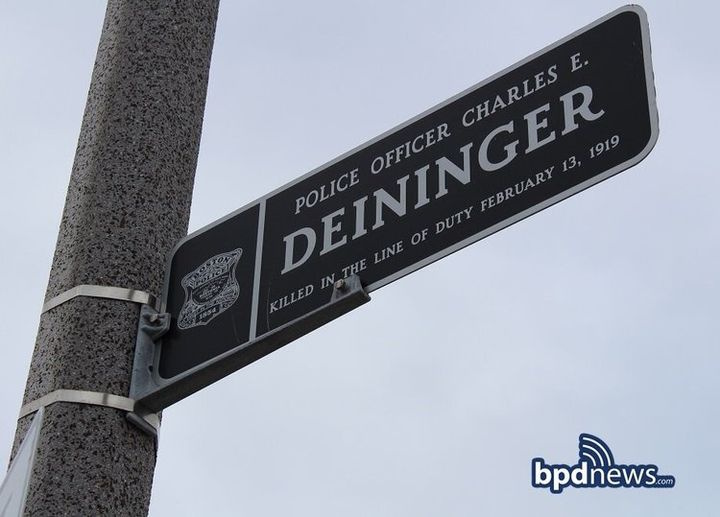 POLICE OFFICER CHARLES E.
DEININGER
KILLED IN THE LINE OF DUTY FEBRUARY 13, 1919
BOSTON
POLICE
1854
bpdnews.com